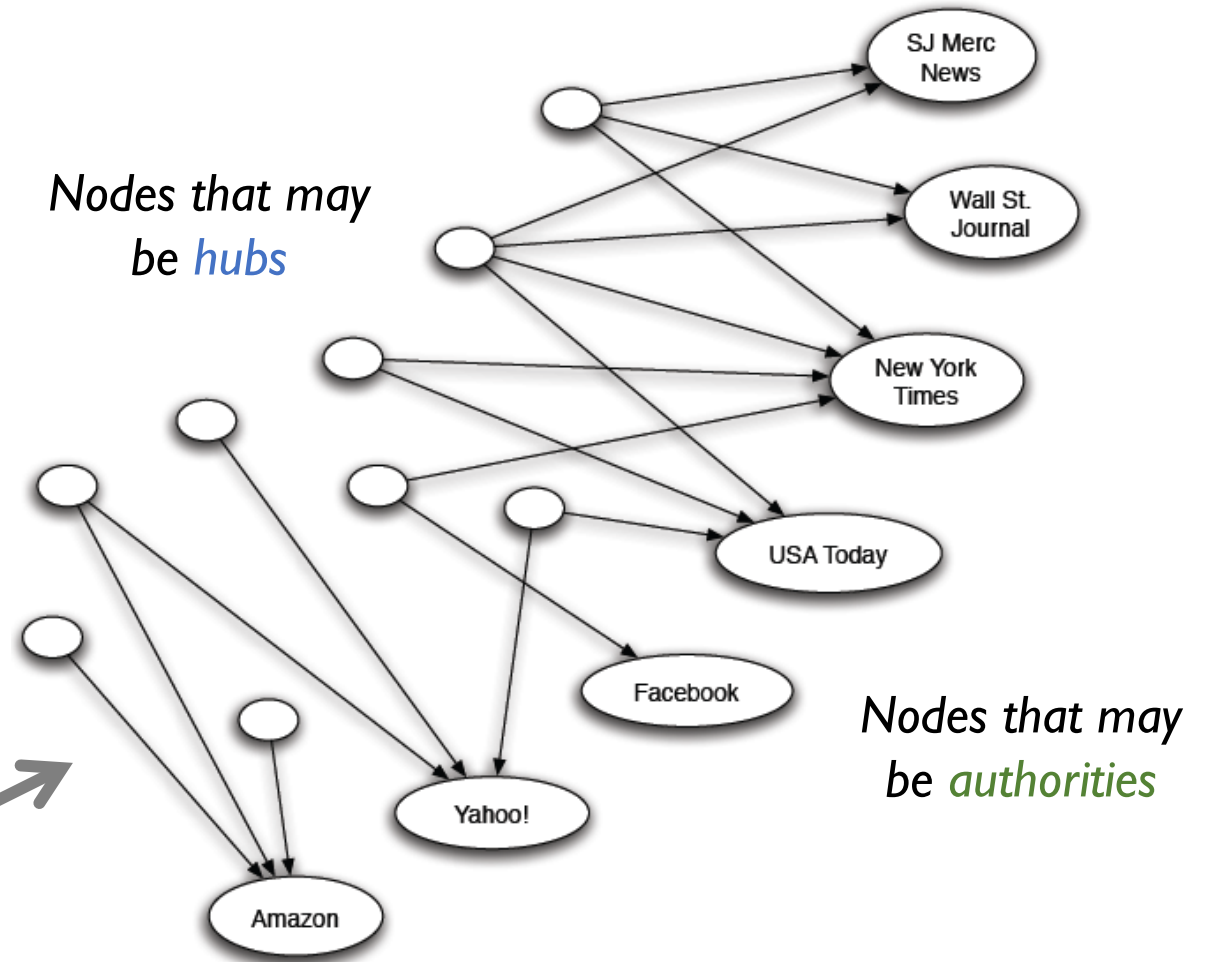 SJ Merc
News
Nodes that may
be hubs
Wall St.
Journal
New York
Times
USA Today
Facebook
Nodes that may
be authorities
Yahoo!
Amazon